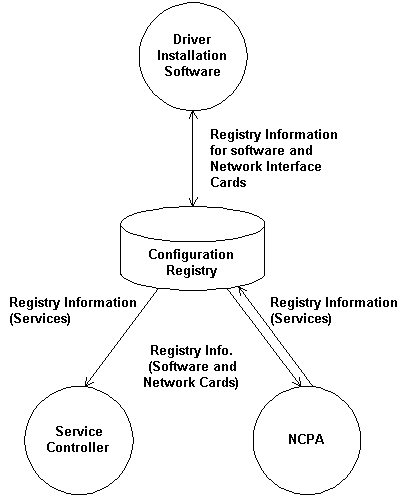 Driver
Installation
Software
Registry Information
for software and
Network Interface
Cards
Configuration
Registry
Registry Information
(Services)
Registry Information
(Services)
Registry Info.
(Software and
Network Cards)
Service
Controller
NCPA